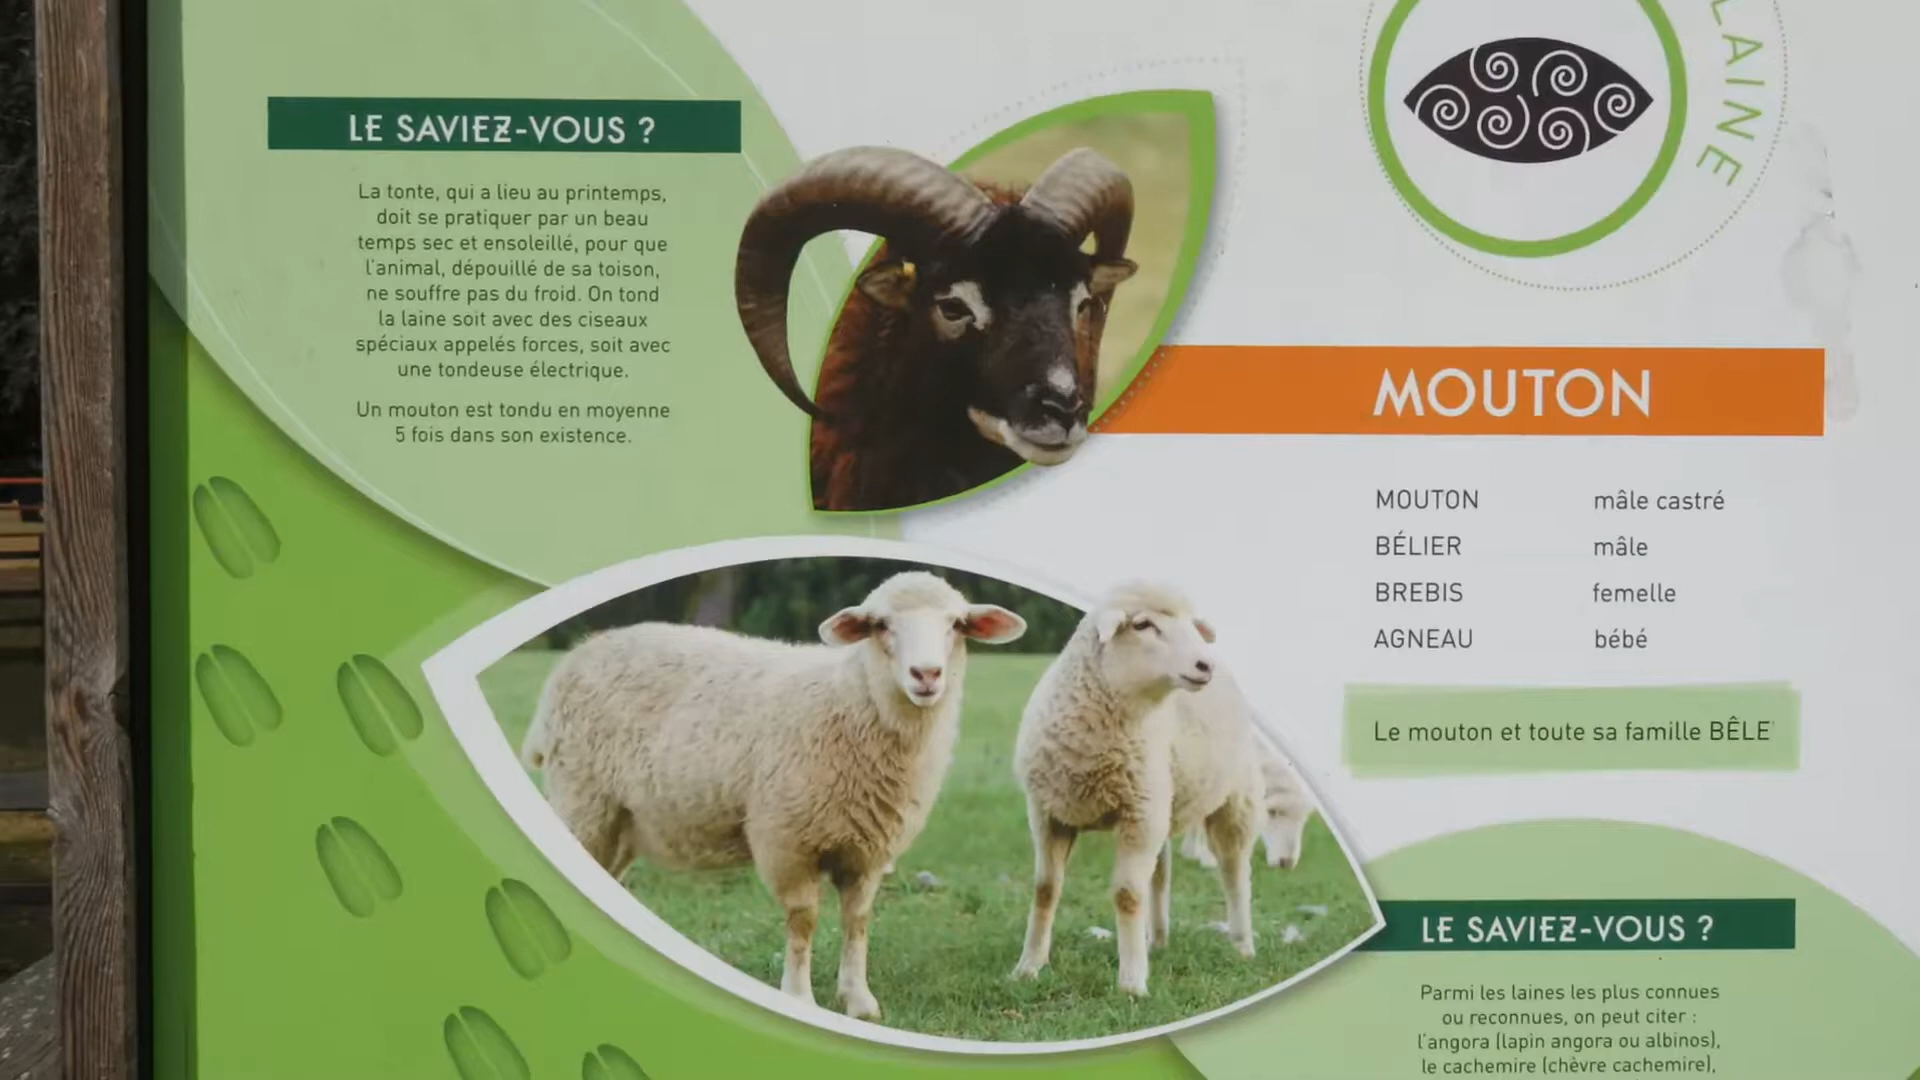 LE SAVIEZ-VOUS ?
La tonte, qui a lieu au printemps,
doit se pratiquer par un beau
temps sec et ensoleillé, pour que
l'animal, dépouillé de sa toison,
ne souffre pas du froid. On tond
la laine soit avec des ciseaux
spéciaux appelés forces, soit avec
une tondeuse électrique.
Un mouton est tondu en moyenne
5 fois dans son existence.
LAINE
MOUTON
MOUTON mâle castré
BÉLIER mâle
BREBIS femelle
AGNEAU bébé
Le mouton et toute sa famille BÊLE
LE SAVIEZ-VOUS ?
Parmi les laines les plus connues
ou reconnues, on peut citer :
l'angora (lapin angora ou albinos),
le cachemire (chèvre cachemire),